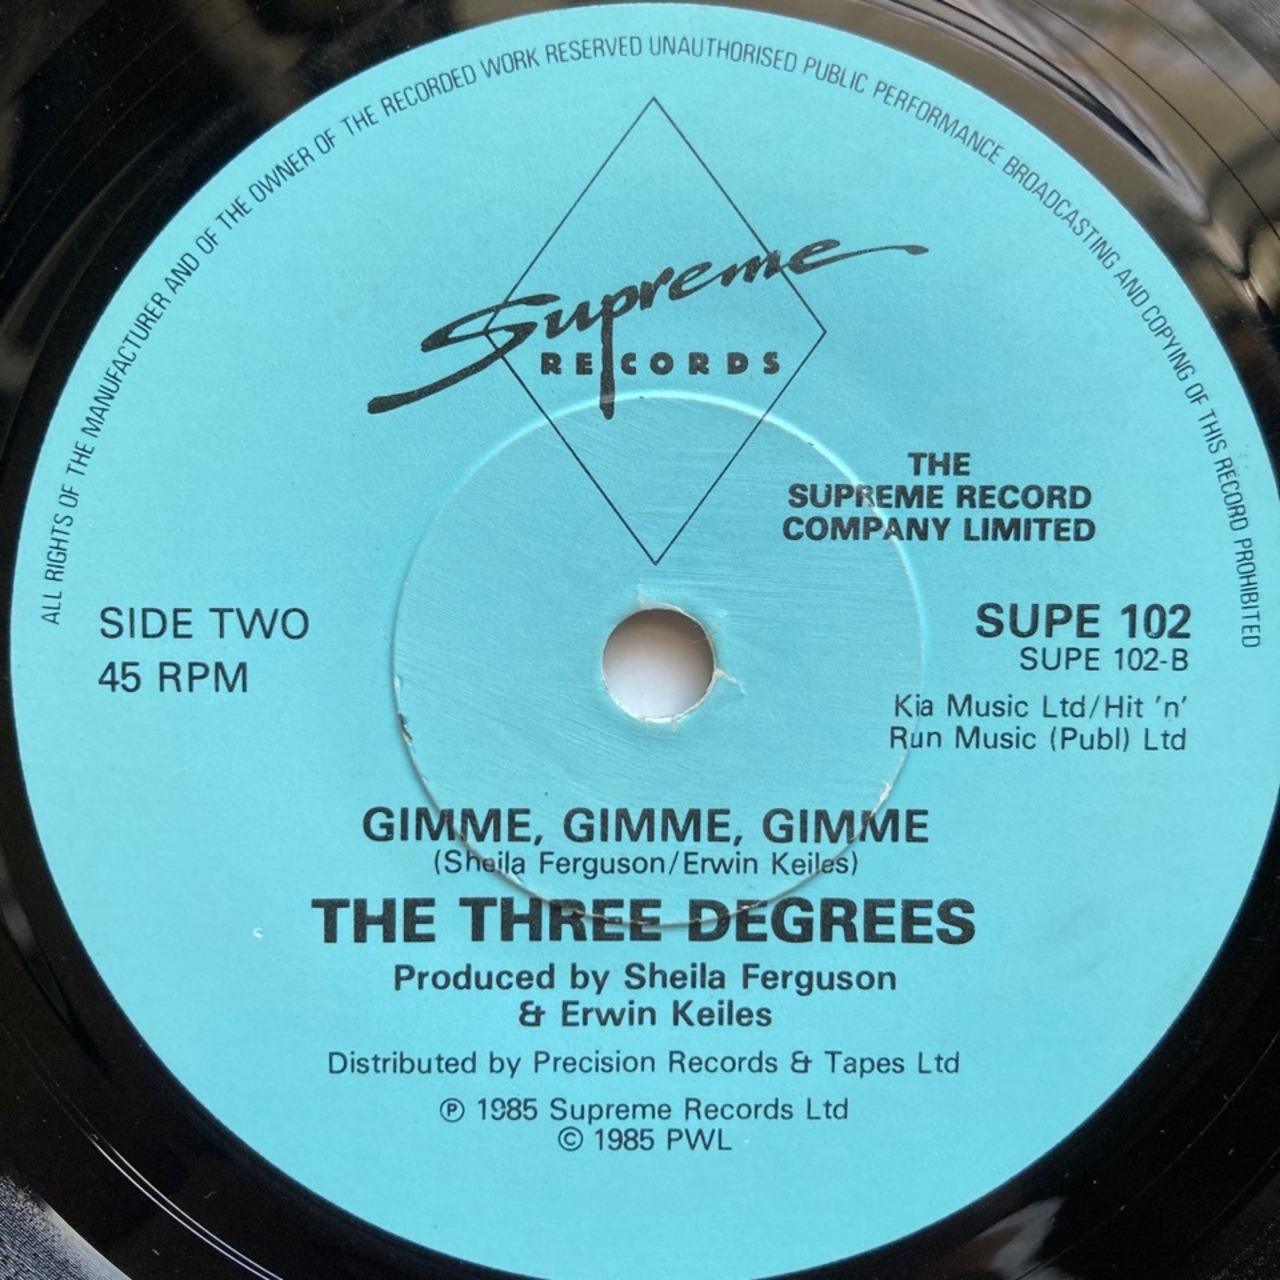 ALL RIGHTS OF THE MANUFACTURER AND OF THE OWNER OF THE RECORDED WORK RESERVED UNAUTHORISED PUBLIC PERFORMANCE BROADCASTING AND COPYING OF THIS RECORD PROHIBITED
Supreme
RECORDS
THE
SUPREME RECORD
COMPANY LIMITED
SIDE TWO
45 RPM
SUPE 102
SUPE 102-B
Kia Music Ltd/Hit 'n'
Run Music (Publ) Ltd
GIMME, GIMME, GIMME
(Sheila Ferguson/Erwin Keiles)
THE THREE DEGREES
Produced by Sheila Ferguson
& Erwin Keiles
Distributed by Precision Records & Tapes Ltd
℗ 1985 Supreme Records Ltd
© 1985 PWL